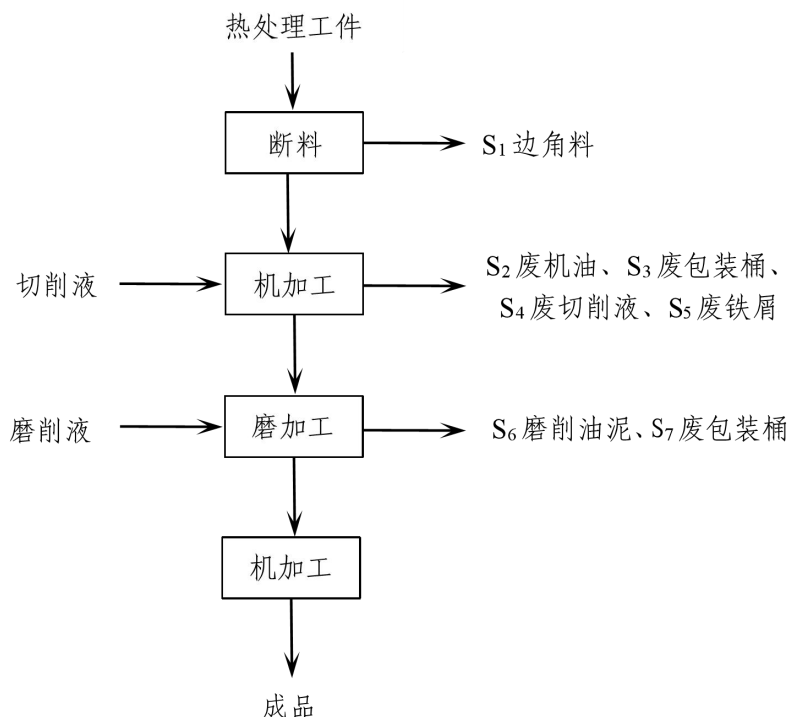 热处理工件
断料
S₁边角料
切削液
机加工
S₂废机油、S₃废包装桶、
S₄废切削液、S₅废铁屑
磨削液
磨加工
S₆磨削油泥、S₇废包装桶
机加工
成品